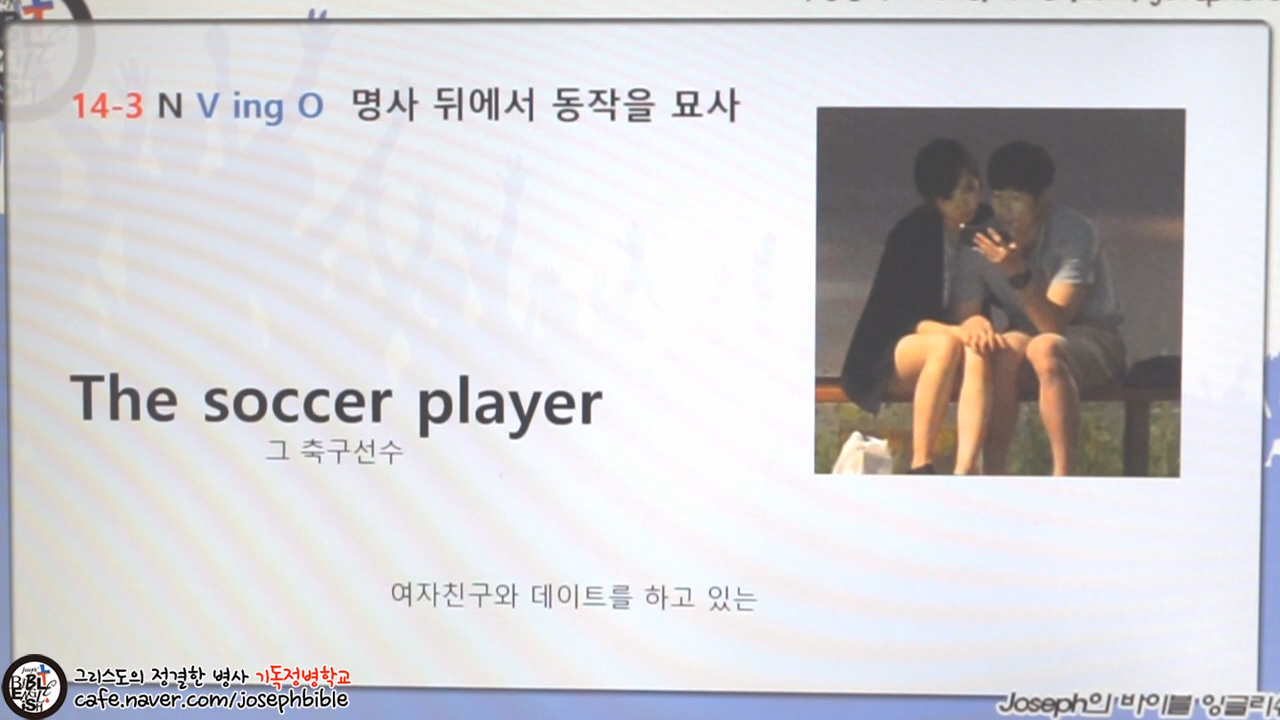 14-3 N V ing O 명사 뒤에서 동작을 묘사
The soccer player
그 축구선수
여자친구와 데이트를 하고 있는
그리스도의 정결한 병사 기독정병학교
cafe.naver.com/josephbible
Joseph의 바이블 잉글리쉬